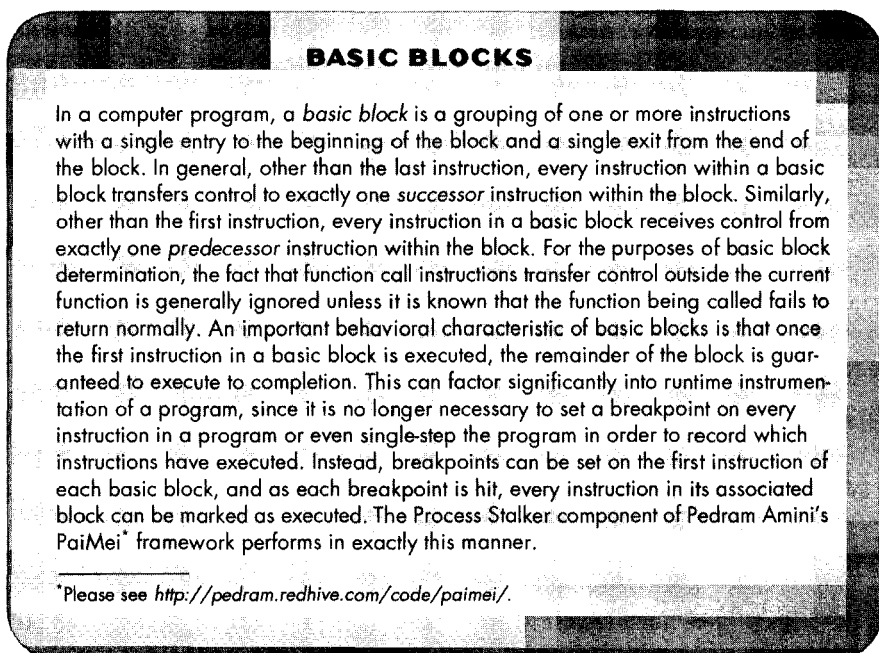 BASIC BLOCKS
In a computer program, a basic block is a grouping of one or more instructions
with a single entry to the beginning of the block and a single exit from the end of
the block. In general, other than the last instruction, every instruction within a basic
block transfers control to exactly one successor instruction within the block. Similarly,
other than the first instruction, every instruction in a basic block receives control from
exactly one predecessor instruction within the block. For the purposes of basic block
determination, the fact that function call instructions transfer control outside the current
function is generally ignored unless it is known that the function being called fails to
return normally. An important behavioral characteristic of basic blocks is that once
the first instruction in a basic block is executed, the remainder of the block is guar-
anteed to execute to completion. This can factor significantly into runtime instrumen-
tation of a program, since it is no longer necessary to set a breakpoint on every
instruction in a program or even single-step the program in order to record which
instructions have executed. Instead, breakpoints can be set on the first instruction of
each basic block, and as each breakpoint is hit, every instruction in its associated
block can be marked as executed. The Process Stalker component of Pedram Amini's
PaiMei* framework performs in exactly this manner.
*Please see http://pedram.redhive.com/code/paimei/.